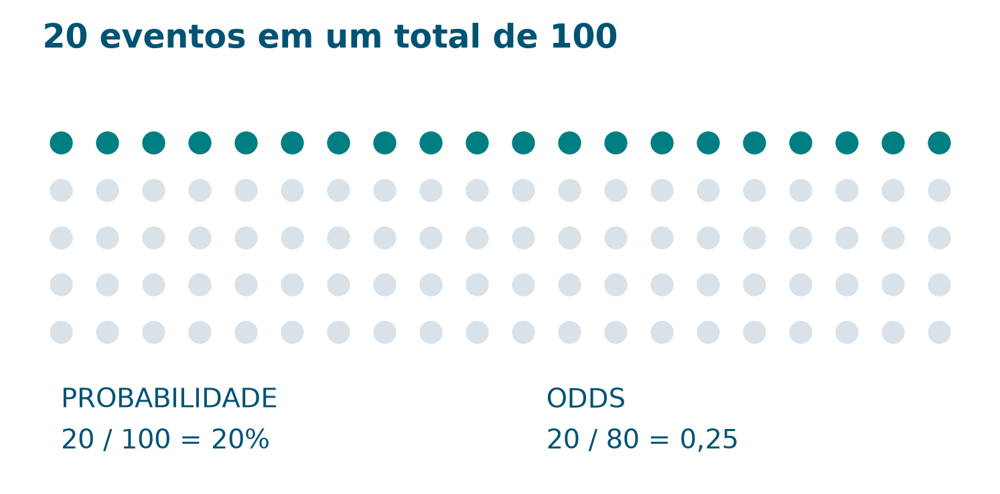 20 eventos em um total de 100
PROBABILIDADE
20 / 100 = 20%
ODDS
20 / 80 = 0,25